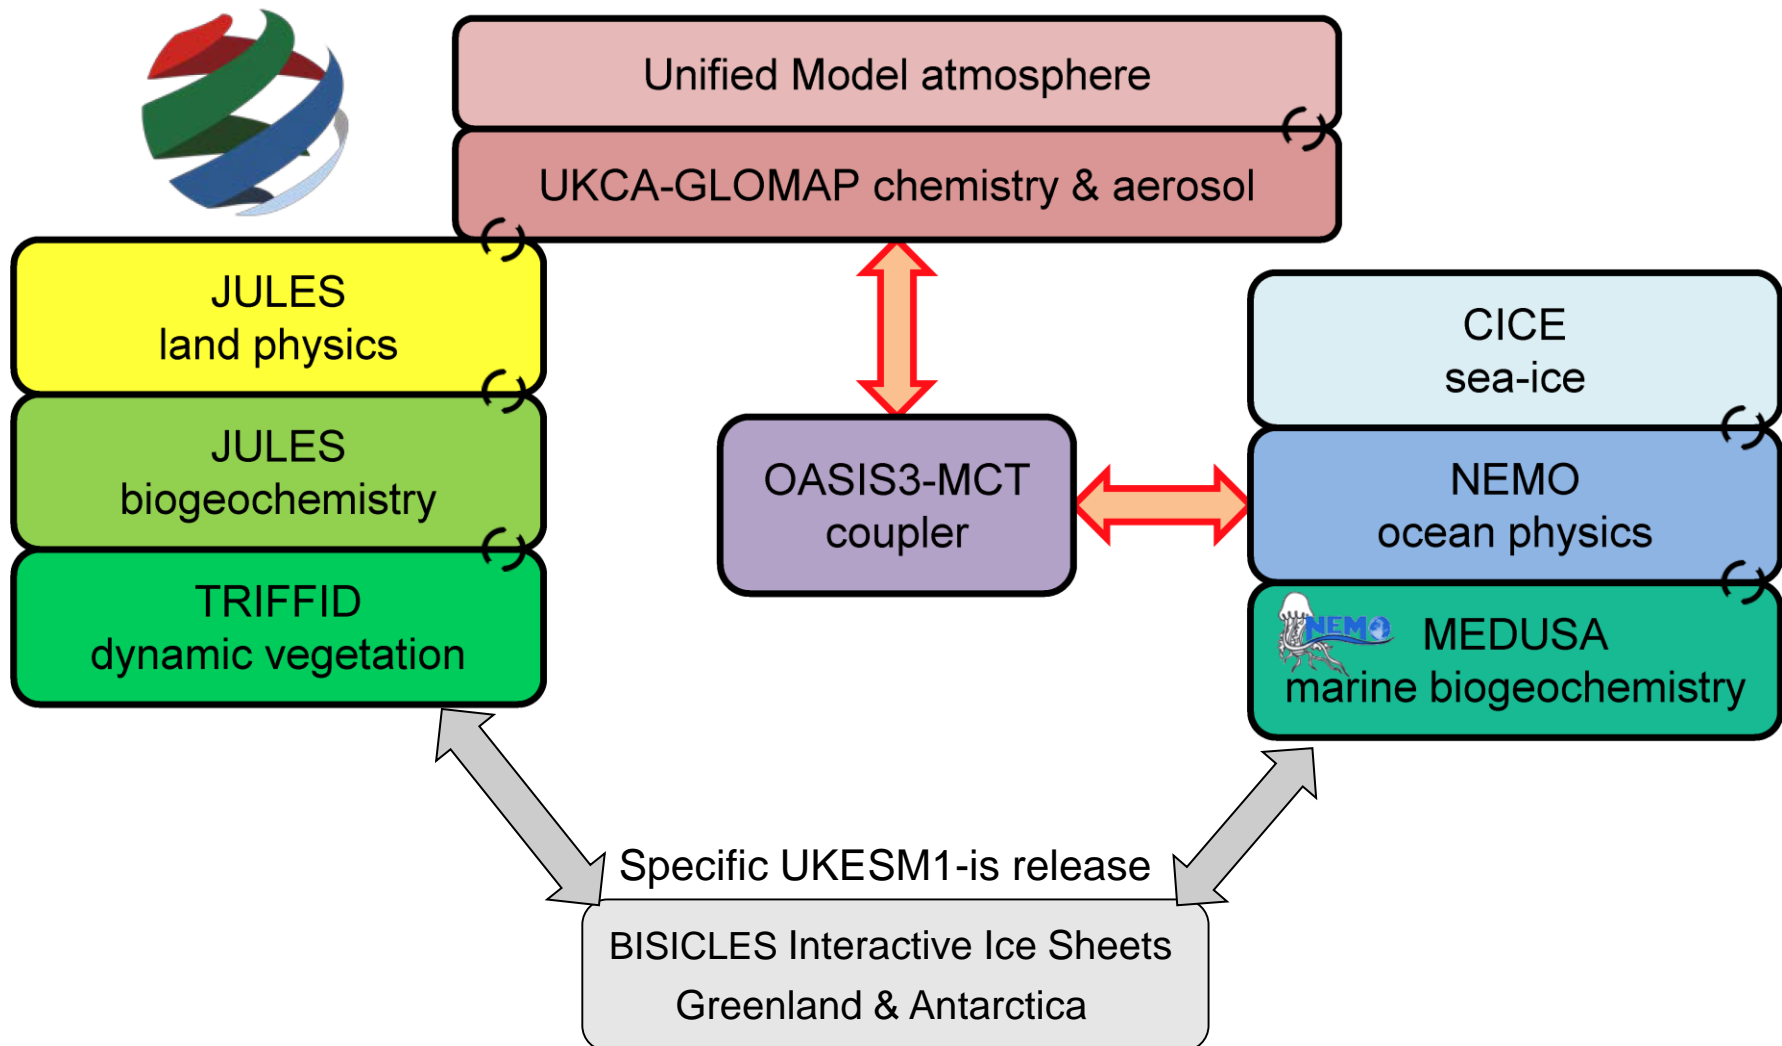 Unified Model atmosphere
UKCA-GLOMAP chemistry & aerosol
JULES
land physics
JULES
biogeochemistry
TRIFFID
dynamic vegetation
OASIS3-MCT
coupler
CICE
sea-ice
NEMO
ocean physics
NEMO
MEDUSA
marine biogeochemistry
Specific UKESM1-is release
BISICLES Interactive Ice Sheets
Greenland & Antarctica